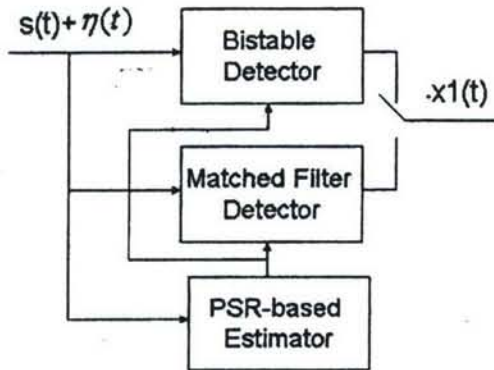 s(t)+η(t)
Bistable
Detector
x1(t)
Matched Filter
Detector
PSR-based
Estimator